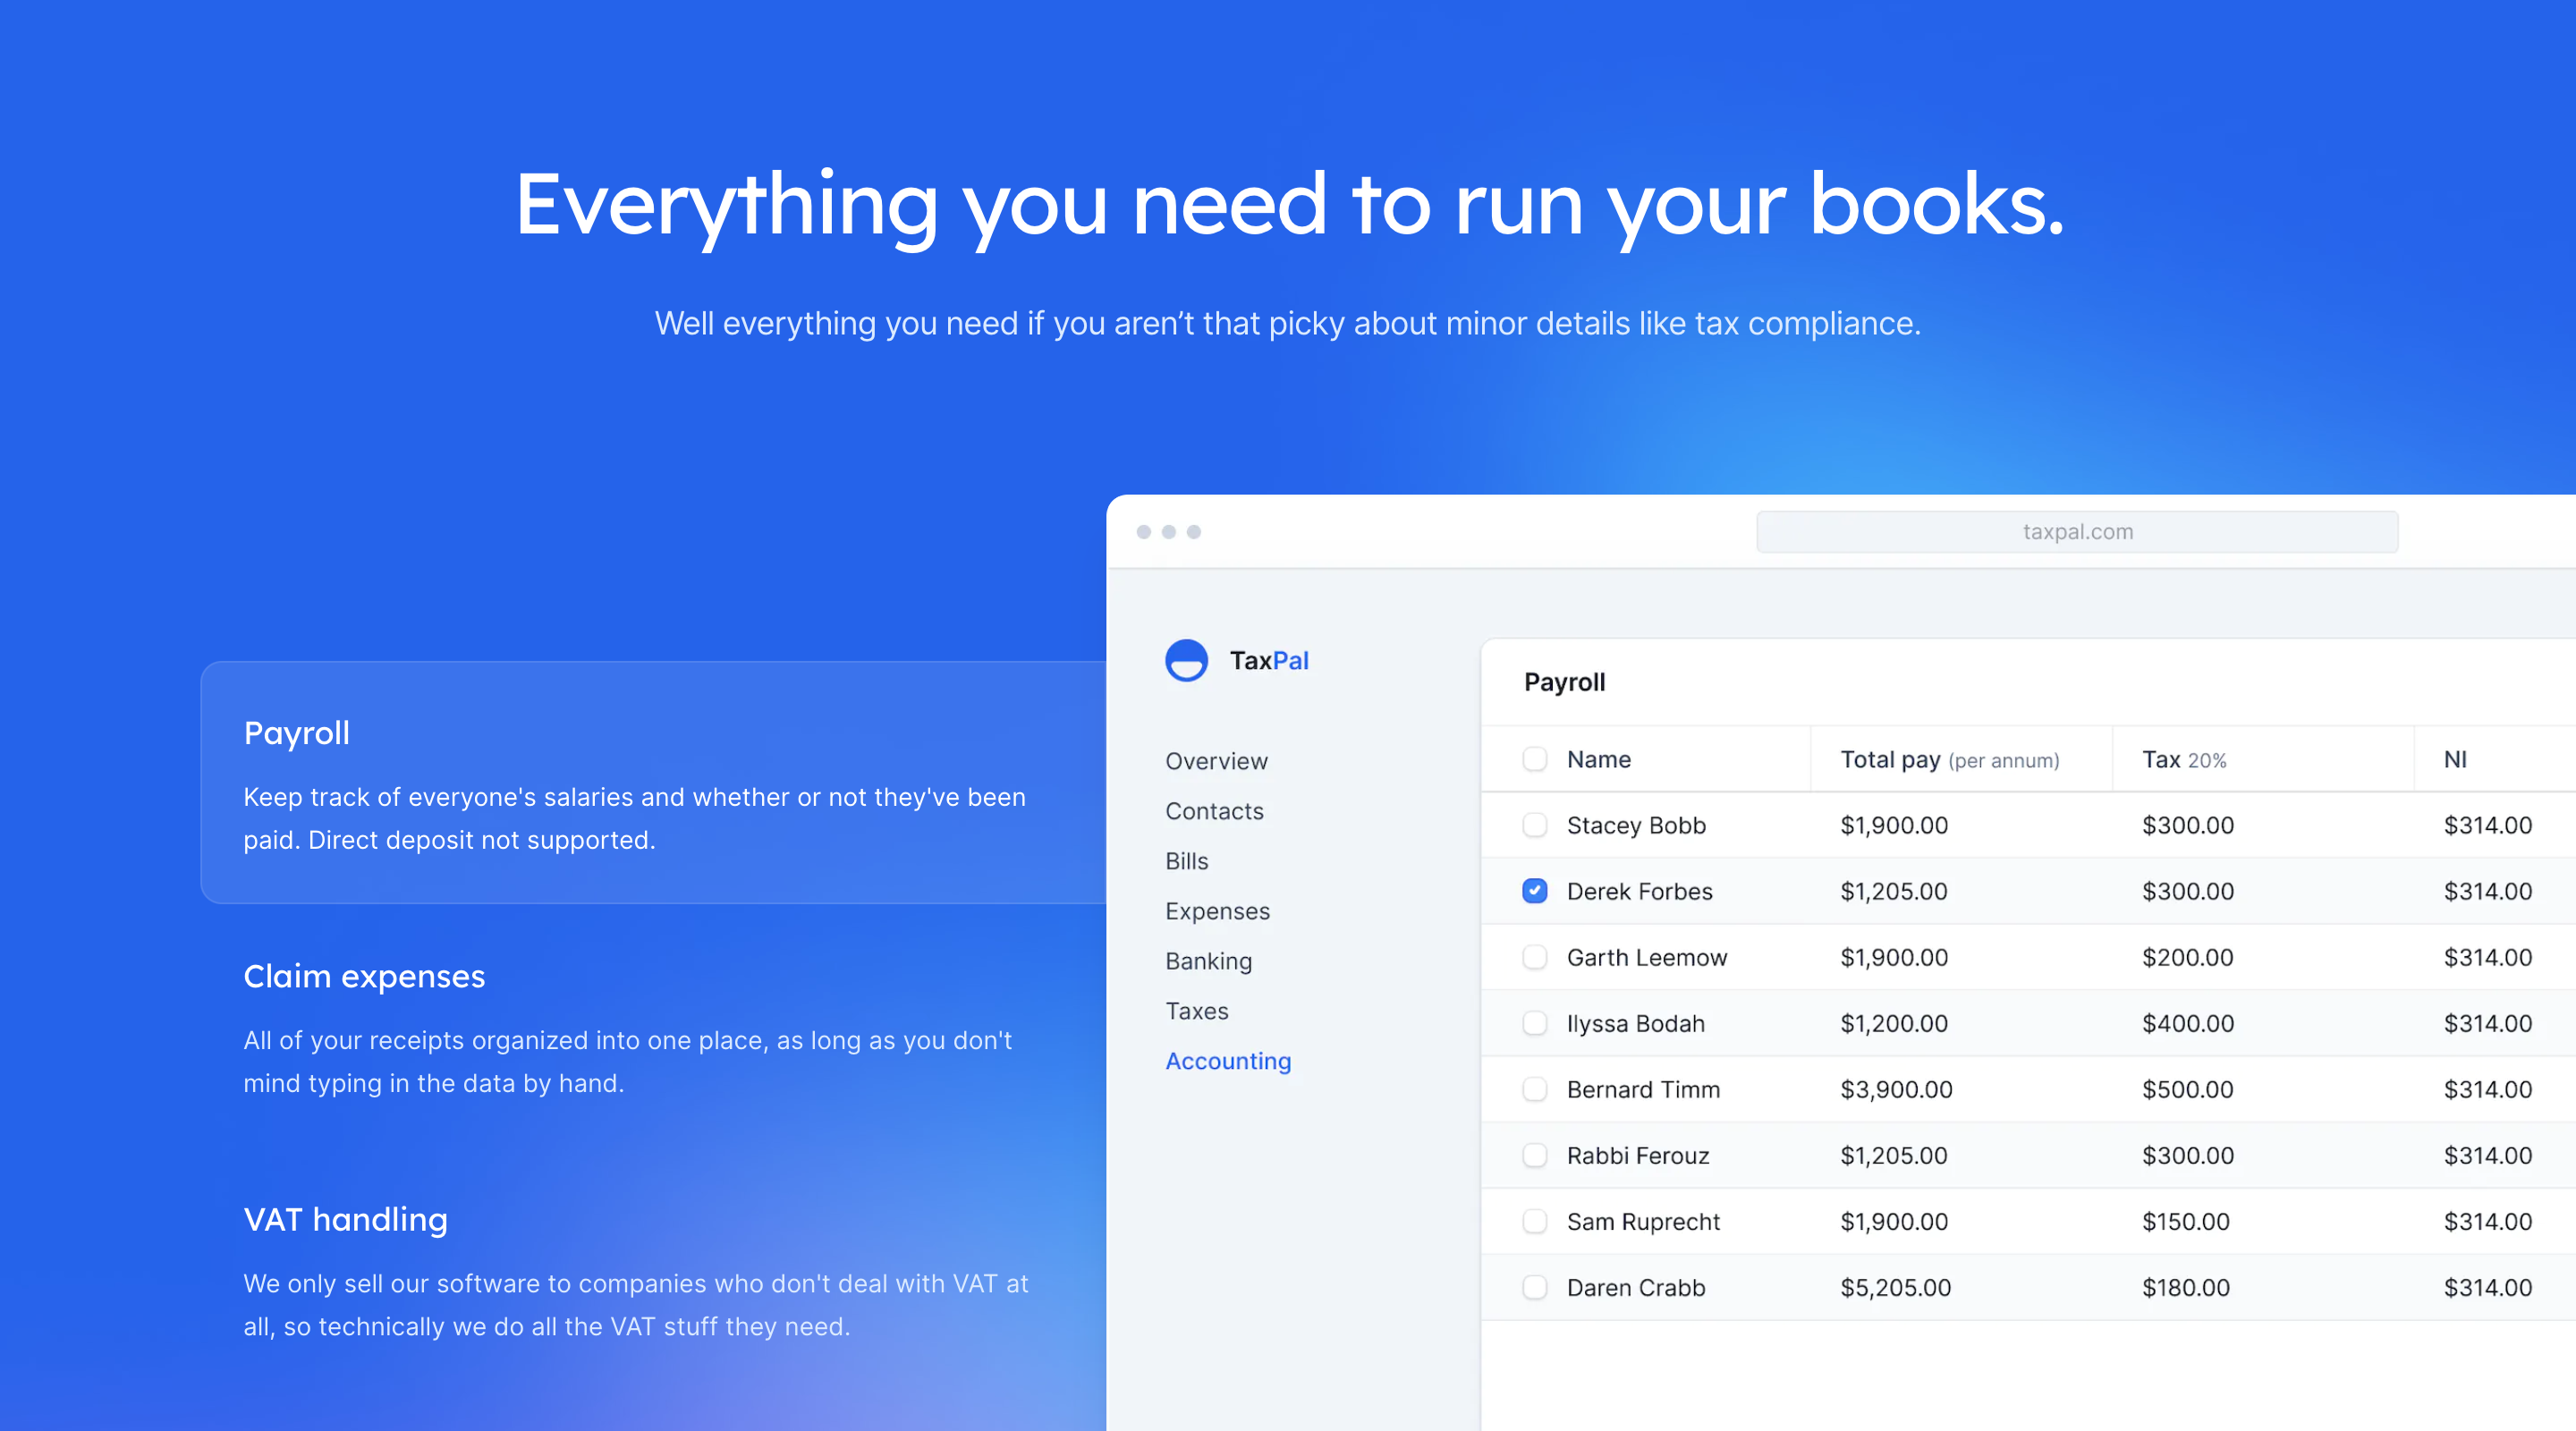 Everything you need to run your books.
Well everything you need if you aren’t that picky about minor details like tax compliance.
Payroll
Keep track of everyone's salaries and whether or not they've been
paid. Direct deposit not supported.
Claim expenses
All of your receipts organized into one place, as long as you don't
mind typing in the data by hand.
VAT handling
We only sell our software to companies who don't deal with VAT at
all, so technically we do all the VAT stuff they need.
taxpal.com
TaxPal
Overview
Contacts
Bills
Expenses
Banking
Taxes
Accounting
Payroll
Name Total pay (per annum) Tax 20% NI
Stacey Bobb $1,900.00 $300.00 $314.00
Derek Forbes $1,205.00 $300.00 $314.00
Garth Leemow $1,900.00 $200.00 $314.00
Ilyssa Bodah $1,200.00 $400.00 $314.00
Bernard Timm $3,900.00 $500.00 $314.00
Rabbi Ferouz $1,205.00 $300.00 $314.00
Sam Ruprecht $1,900.00 $150.00 $314.00
Daren Crabb $5,205.00 $180.00 $314.00